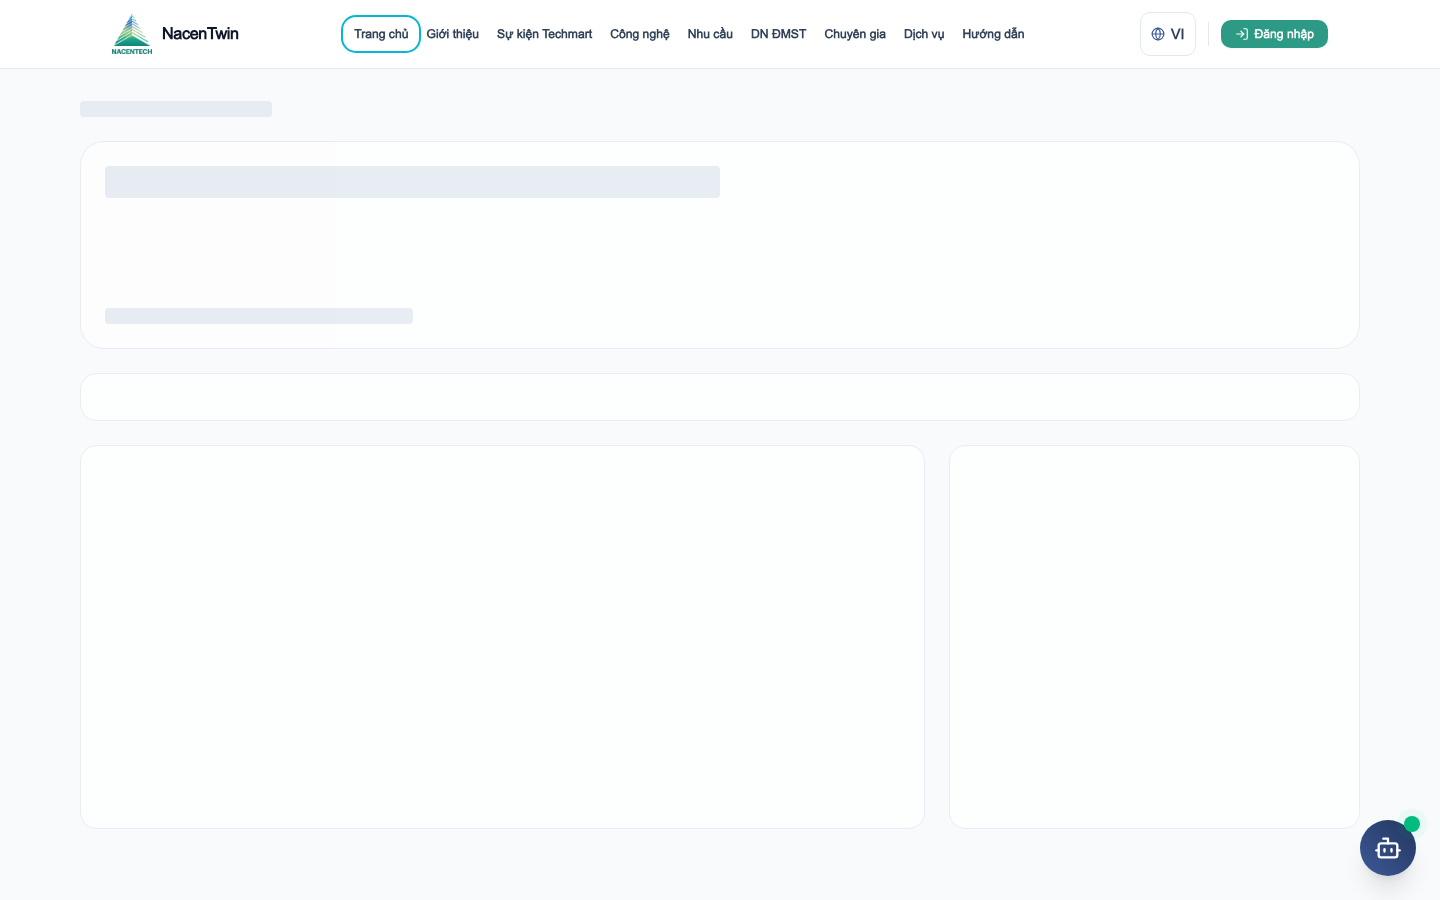 NACENTECH
NacenTwin
Trang chủ
Giới thiệu
Sự kiện Techmart
Công nghệ
Nhu cầu
DN ĐMST
Chuyên gia
Dịch vụ
Hướng dẫn
VI
Đăng nhập